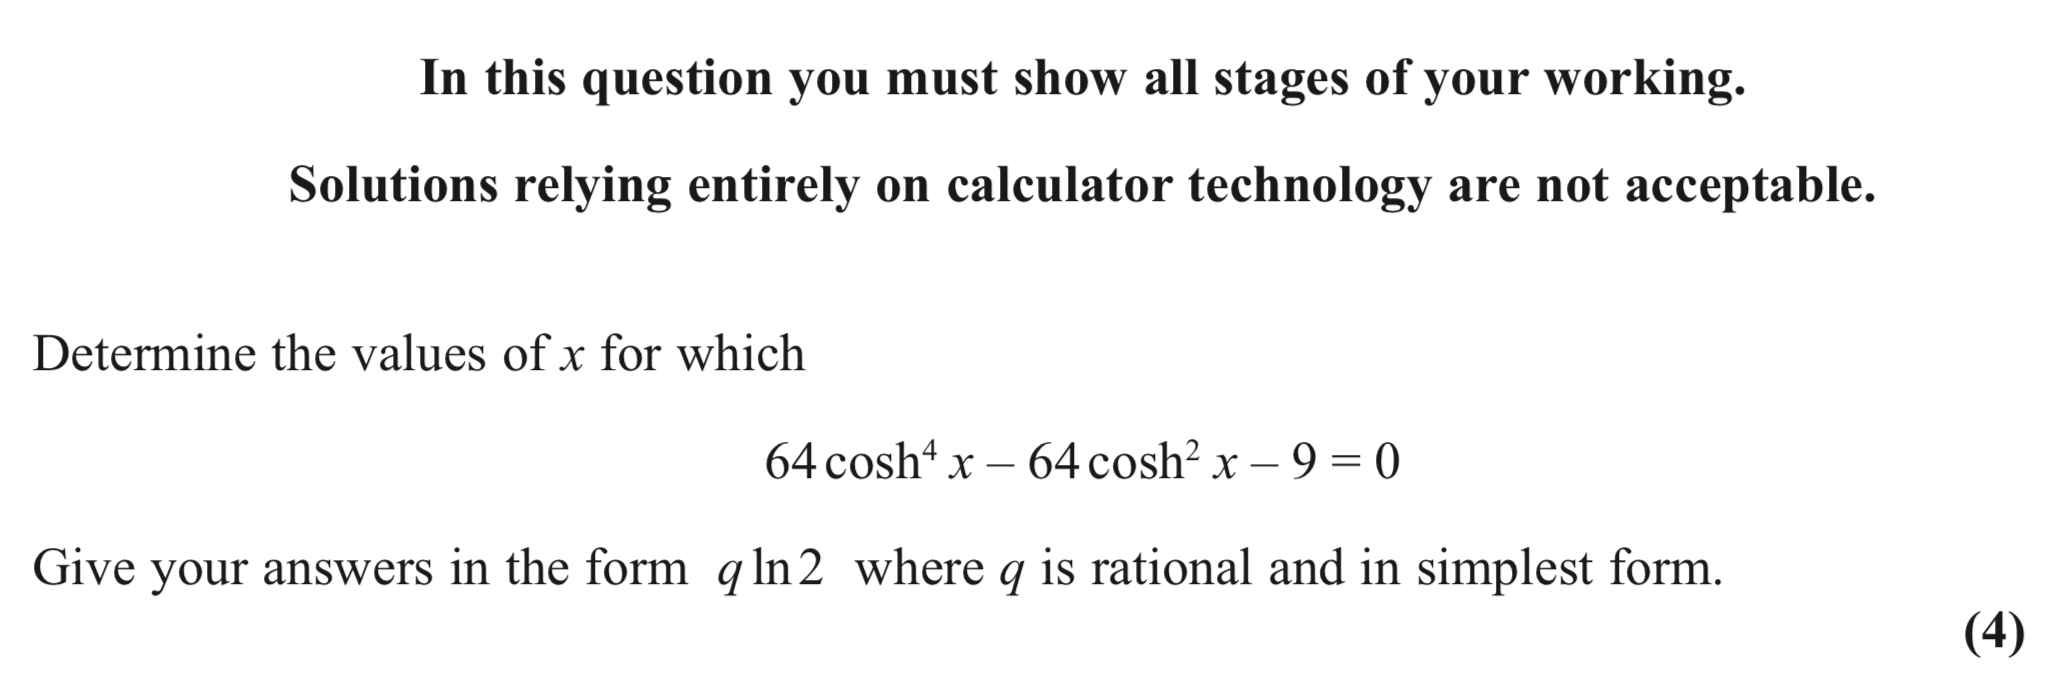 In this question you must show all stages of your working.
Solutions relying entirely on calculator technology are not acceptable.
Determine the values of x for which
64 cosh⁴ x – 64 cosh² x – 9 = 0
Give your answers in the form q ln 2 where q is rational and in simplest form.
(4)